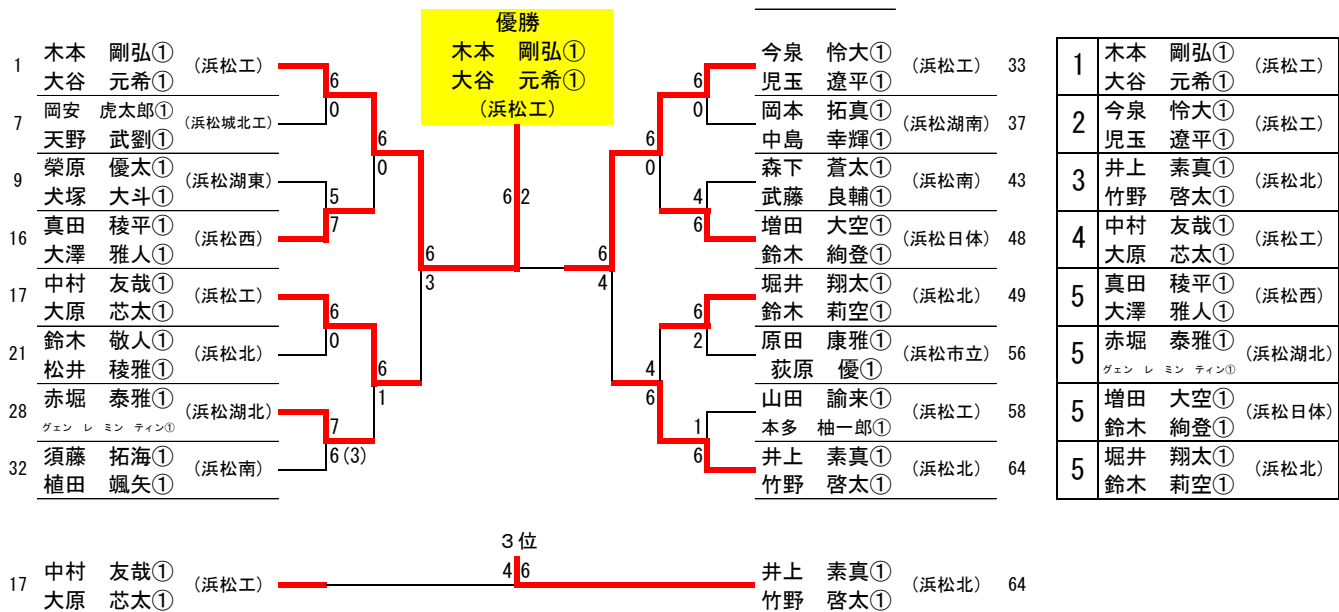 優勝
木本　剛弘①
大谷　元希①
(浜松工)
1 木本　剛弘① (浜松工)
大谷　元希①
6
0
7 岡安　虎太郎① (浜松城北工)
天野　武劉①
6
0
9 榮原　優太① (浜松湖東)
犬塚　大斗①
5
7
16 真田　稜平① (浜松西)
大澤　雅人①
6
3
17 中村　友哉① (浜松工)
大原　芯太①
6
0
21 鈴木　敬人① (浜松北)
松井　稜雅①
6
1
28 赤堀　泰雅① (浜松湖北)
グェン　レ　ミン　ティン①
7
6(3)
32 須藤　拓海① (浜松南)
植田　颯矢①
6 2
今泉　怜大① (浜松工) 33
児玉　遼平①
6
0
岡本　拓真① (浜松湖南) 37
中島　幸輝①
6
0
森下　蒼太① (浜松南) 43
武藤　良輔①
4
6
増田　大空① (浜松日体) 48
鈴木　絢登①
6
4
堀井　翔太① (浜松北) 49
鈴木　莉空①
6
2
原田　康雅① (浜松市立) 56
荻原　優①
4
6
山田　諭来① (浜松工) 58
本多　柚一郎①
1
6
井上　素真① (浜松北) 64
竹野　啓太①
1 木本　剛弘① (浜松工)
大谷　元希①
2 今泉　怜大① (浜松工)
児玉　遼平①
3 井上　素真① (浜松北)
竹野　啓太①
4 中村　友哉① (浜松工)
大原　芯太①
5 真田　稜平① (浜松西)
大澤　雅人①
5 赤堀　泰雅① (浜松湖北)
グェン　レ　ミン　ティン①
5 増田　大空① (浜松日体)
鈴木　絢登①
5 堀井　翔太① (浜松北)
鈴木　莉空①
３位
17 中村　友哉① (浜松工)
大原　芯太①
4 6
井上　素真① (浜松北) 64
竹野　啓太①